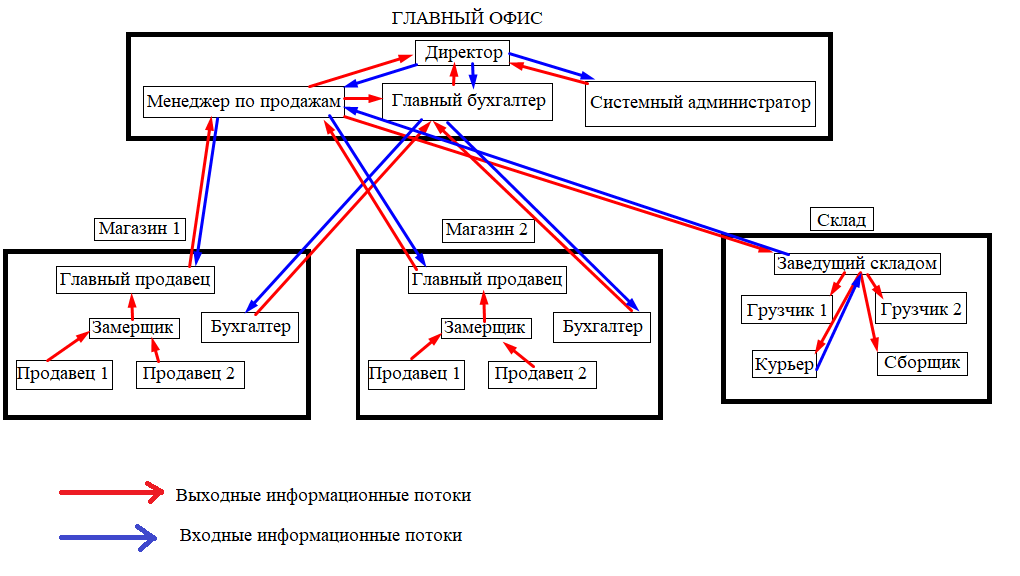 ГЛАВНЫЙ ОФИС
Директор
Менеджер по продажам
Главный бухгалтер
Системный администратор
Магазин 1
Главный продавец
Замерщик
Бухгалтер
Продавец 1
Продавец 2
Магазин 2
Главный продавец
Замерщик
Бухгалтер
Продавец 1
Продавец 2
Склад
Заведущий складом
Грузчик 1
Грузчик 2
Курьер
Сборщик
Выходные информационные потоки
Входные информационные потоки